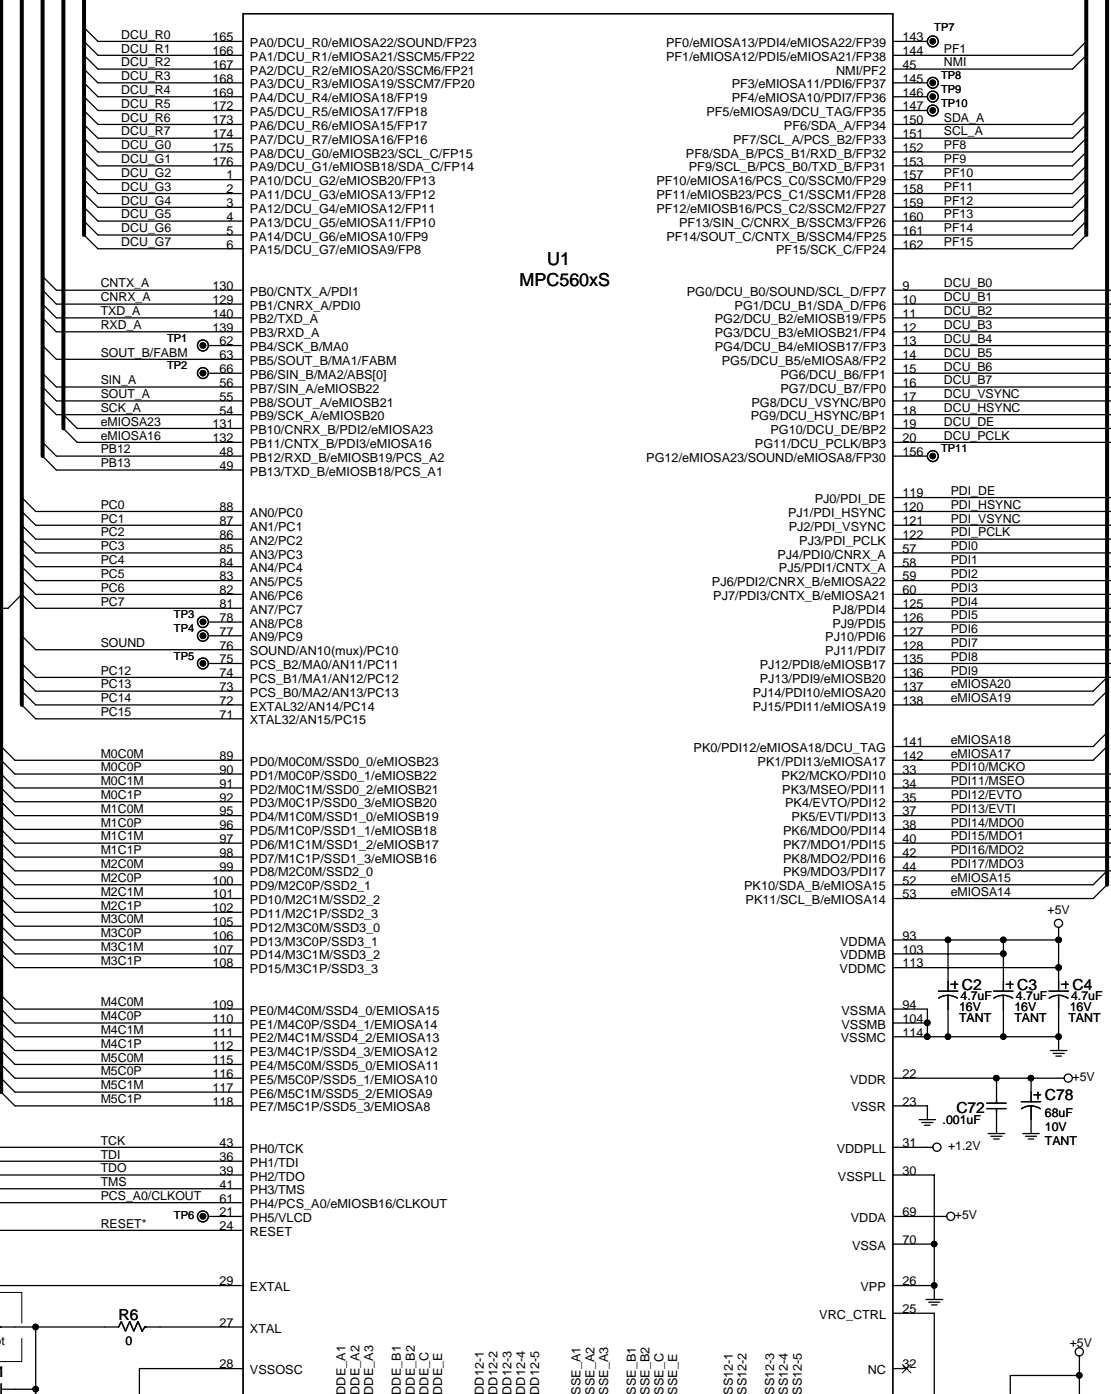 DCU_R0 165 PA0/DCU_R0/eMIOSA22/SOUND/FP23
DCU_R1 166 PA1/DCU_R1/eMIOSA21/SSCM5/FP22
DCU_R2 167 PA2/DCU_R2/eMIOSA20/SSCM6/FP21
DCU_R3 168 PA3/DCU_R3/eMIOSA19/SSCM7/FP20
DCU_R4 169 PA4/DCU_R4/eMIOSA18/FP19
DCU_R5 172 PA5/DCU_R5/eMIOSA17/FP18
DCU_R6 173 PA6/DCU_R6/eMIOSA15/FP17
DCU_R7 174 PA7/DCU_R7/eMIOSA16/FP16
DCU_G0 175 PA8/DCU_G0/eMIOSB23/SCL_C/FP15
DCU_G1 176 PA9/DCU_G1/eMIOSB18/SDA_C/FP14
DCU_G2 1 PA10/DCU_G2/eMIOSB20/FP13
DCU_G3 2 PA11/DCU_G3/eMIOSA13/FP12
DCU_G4 3 PA12/DCU_G4/eMIOSA12/FP11
DCU_G5 4 PA13/DCU_G5/eMIOSA11/FP10
DCU_G6 5 PA14/DCU_G6/eMIOSA10/FP9
DCU_G7 6 PA15/DCU_G7/eMIOSA9/FP8
CNTX_A 130 PB0/CNTX_A/PDI1
CNRX_A 129 PB1/CNRX_A/PDI0
TXD_A 140 PB2/TXD_A
RXD_A 139 PB3/RXD_A
TP1 62 PB4/SCK_B/MA0
SOUT_B/FABM 63 PB5/SOUT_B/MA1/FABM
TP2 66 PB6/SIN_B/MA2/ABS[0]
SIN_A 56 PB7/SIN_A/eMIOSB22
SOUT_A 55 PB8/SOUT_A/eMIOSB21
SCK_A 54 PB9/SCK_A/eMIOSB20
eMIOSA23 131 PB10/CNRX_B/PDI2/eMIOSA23
eMIOSA16 132 PB11/CNTX_B/PDI3/eMIOSA16
PB12 48 PB12/RXD_B/eMIOSB19/PCS_A2
PB13 49 PB13/TXD_B/eMIOSB18/PCS_A1
PC0 88 AN0/PC0
PC1 87 AN1/PC1
PC2 86 AN2/PC2
PC3 85 AN3/PC3
PC4 84 AN4/PC4
PC5 83 AN5/PC5
PC6 82 AN6/PC6
PC7 81 AN7/PC7
TP3 78 AN8/PC8
TP4 77 AN9/PC9
SOUND 76 SOUND/AN10(mux)/PC10
TP5 75 PCS_B2/MA0/AN11/PC11
PC12 74 PCS_B1/MA1/AN12/PC12
PC13 73 PCS_B0/MA2/AN13/PC13
PC14 72 EXTAL32/AN14/PC14
PC15 71 XTAL32/AN15/PC15
M0C0M 89 PD0/M0C0M/SSD0_0/eMIOSB23
M0C0P 90 PD1/M0C0P/SSD0_1/eMIOSB22
M0C1M 91 PD2/M0C1M/SSD0_2/eMIOSB21
M0C1P 92 PD3/M0C1P/SSD0_3/eMIOSB20
M1C0M 95 PD4/M1C0M/SSD1_0/eMIOSB19
M1C0P 96 PD5/M1C0P/SSD1_1/eMIOSB18
M1C1M 97 PD6/M1C1M/SSD1_2/eMIOSB17
M1C1P 98 PD7/M1C1P/SSD1_3/eMIOSB16
M2C0M 99 PD8/M2C0M/SSD2_0
M2C0P 100 PD9/M2C0P/SSD2_1
M2C1M 101 PD10/M2C1M/SSD2_2
M2C1P 102 PD11/M2C1P/SSD2_3
M3C0M 105 PD12/M3C0M/SSD3_0
M3C0P 106 PD13/M3C0P/SSD3_1
M3C1M 107 PD14/M3C1M/SSD3_2
M3C1P 108 PD15/M3C1P/SSD3_3
M4C0M 109 PE0/M4C0M/SSD4_0/EMIOSA15
M4C0P 110 PE1/M4C0P/SSD4_1/EMIOSA14
M4C1M 111 PE2/M4C1M/SSD4_2/EMIOSA13
M4C1P 112 PE3/M4C1P/SSD4_3/EMIOSA12
M5C0M 115 PE4/M5C0M/SSD5_0/EMIOSA11
M5C0P 116 PE5/M5C0P/SSD5_1/EMIOSA10
M5C1M 117 PE6/M5C1M/SSD5_2/EMIOSA9
M5C1P 118 PE7/M5C1P/SSD5_3/EMIOSA8
TCK 43 PH0/TCK
TDI 36 PH1/TDI
TDO 39 PH2/TDO
TMS 41 PH3/TMS
PCS_A0/CLKOUT 61 PH4/PCS_A0/eMIOSB16/CLKOUT
TP6 21 PH5/VLCD
RESET* 24 RESET
29 EXTAL
R6
0
27 XTAL
28 VSSOSC
U1
MPC560xS
PF0/eMIOSA13/PDI4/eMIOSA22/FP39 143 TP7
PF1/eMIOSA12/PDI5/eMIOSA21/FP38 144 PF1
NMI/PF2 45 NMI
PF3/eMIOSA11/PDI6/FP37 145 TP8
PF4/eMIOSA10/PDI7/FP36 146 TP9
PF5/eMIOSA9/DCU_TAG/FP35 147 TP10
PF6/SDA_A/FP34 150 SDA_A
PF7/SCL_A/PCS_B2/FP33 151 SCL_A
PF8/SDA_B/PCS_B1/RXD_B/FP32 152 PF8
PF9/SCL_B/PCS_B0/TXD_B/FP31 153 PF9
PF10/eMIOSA16/PCS_C0/SSCM0/FP29 157 PF10
PF11/eMIOSB23/PCS_C1/SSCM1/FP28 158 PF11
PF12/eMIOSB16/PCS_C2/SSCM2/FP27 159 PF12
PF13/SIN_C/CNRX_B/SSCM3/FP26 160 PF13
PF14/SOUT_C/CNTX_B/SSCM4/FP25 161 PF14
PF15/SCK_C/FP24 162 PF15
PG0/DCU_B0/SOUND/SCL_D/FP7 9 DCU_B0
PG1/DCU_B1/SDA_D/FP6 10 DCU_B1
PG2/DCU_B2/eMIOSB19/FP5 11 DCU_B2
PG3/DCU_B3/eMIOSB21/FP4 12 DCU_B3
PG4/DCU_B4/eMIOSB17/FP3 13 DCU_B4
PG5/DCU_B5/eMIOSA8/FP2 14 DCU_B5
PG6/DCU_B6/FP1 15 DCU_B6
PG7/DCU_B7/FP0 16 DCU_B7
PG8/DCU_VSYNC/BP0 17 DCU_VSYNC
PG9/DCU_HSYNC/BP1 18 DCU_HSYNC
PG10/DCU_DE/BP2 19 DCU_DE
PG11/DCU_PCLK/BP3 20 DCU_PCLK
PG12/eMIOSA23/SOUND/eMIOSA8/FP30 156 TP11
PJ0/PDI_DE 119 PDI_DE
PJ1/PDI_HSYNC 120 PDI_HSYNC
PJ2/PDI_VSYNC 121 PDI_VSYNC
PJ3/PDI_PCLK 122 PDI_PCLK
PJ4/PDI0/CNRX_A 57 PDI0
PJ5/PDI1/CNTX_A 58 PDI1
PJ6/PDI2/CNRX_B/eMIOSA22 59 PDI2
PJ7/PDI3/CNTX_B/eMIOSA21 60 PDI3
PJ8/PDI4 125 PDI4
PJ9/PDI5 126 PDI5
PJ10/PDI6 127 PDI6
PJ11/PDI7 128 PDI7
PJ12/PDI8/eMIOSB17 135 PDI8
PJ13/PDI9/eMIOSB20 136 PDI9
PJ14/PDI10/eMIOSA20 137 eMIOSA20
PJ15/PDI11/eMIOSA19 138 eMIOSA19
PK0/PDI12/eMIOSA18/DCU_TAG 141 eMIOSA18
PK1/PDI13/eMIOSA17 142 eMIOSA17
PK2/MCKO/PDI10 33 PDI10/MCKO
PK3/MSEO/PDI11 34 PDI11/MSEO
PK4/EVTO/PDI12 35 PDI12/EVTO
PK5/EVTI/PDI13 37 PDI13/EVTI
PK6/MDO0/PDI14 38 PDI14/MDO0
PK7/MDO1/PDI15 40 PDI15/MDO1
PK8/MDO2/PDI16 42 PDI16/MDO2
PK9/MDO3/PDI17 44 PDI17/MDO3
PK10/SDA_B/eMIOSA15 52 eMIOSA15
PK11/SCL_B/eMIOSA14 53 eMIOSA14
+5V
VDDMA 93
VDDMB 103
VDDMC 113
+ C2
4.7uF
16V
TANT
+ C3
4.7uF
16V
TANT
+ C4
4.7uF
16V
TANT
VSSMA 94
VSSMB 104
VSSMC 114
VDDR 22 +5V
VSSR 23
C72
.001uF
+ C78
68uF
10V
TANT
VDDPLL 31 +1.2V
VSSPLL 30
VDDA 69 +5V
VSSA 70
VPP 26
VRC_CTRL 25
NC 32
+5V
DDE_A1
DDE_A2
DDE_A3
DDE_B1
DDE_B2
DDE_C
DDE_E
DD12-1
DD12-2
DD12-3
DD12-4
DD12-5
SSE_A1
SSE_A2
SSE_A3
SSE_B1
SSE_B2
SSE_C
SSE_E
SS12-1
SS12-2
SS12-3
SS12-4
SS12-5